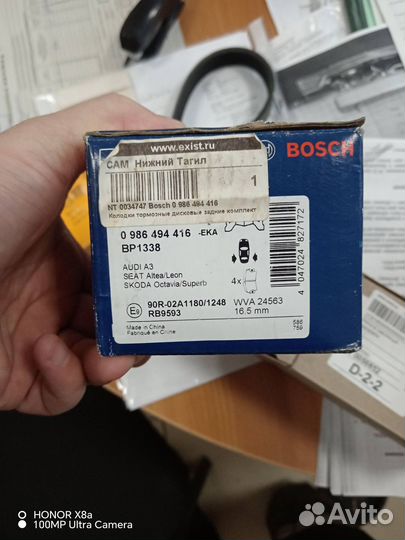 www.exist.ru
САМ Нижний Тагил
1
NT 0034747 Bosch 0 986 494 416
Колодки тормозные дисковые задние комплект
BOSCH
0 986 494 416 -EKA
BP1338
AUDI A3
SEAT Altea/Leon
SKODA Octavia/Superb
4x
E9 90R-02A1180/1248
RB9593
WVA 24563
16.5 mm
Made in China
Fabriqué en Chine
586
759
4 047024 827172
D-2-2
HONOR X8a
100MP Ultra Camera
Avito